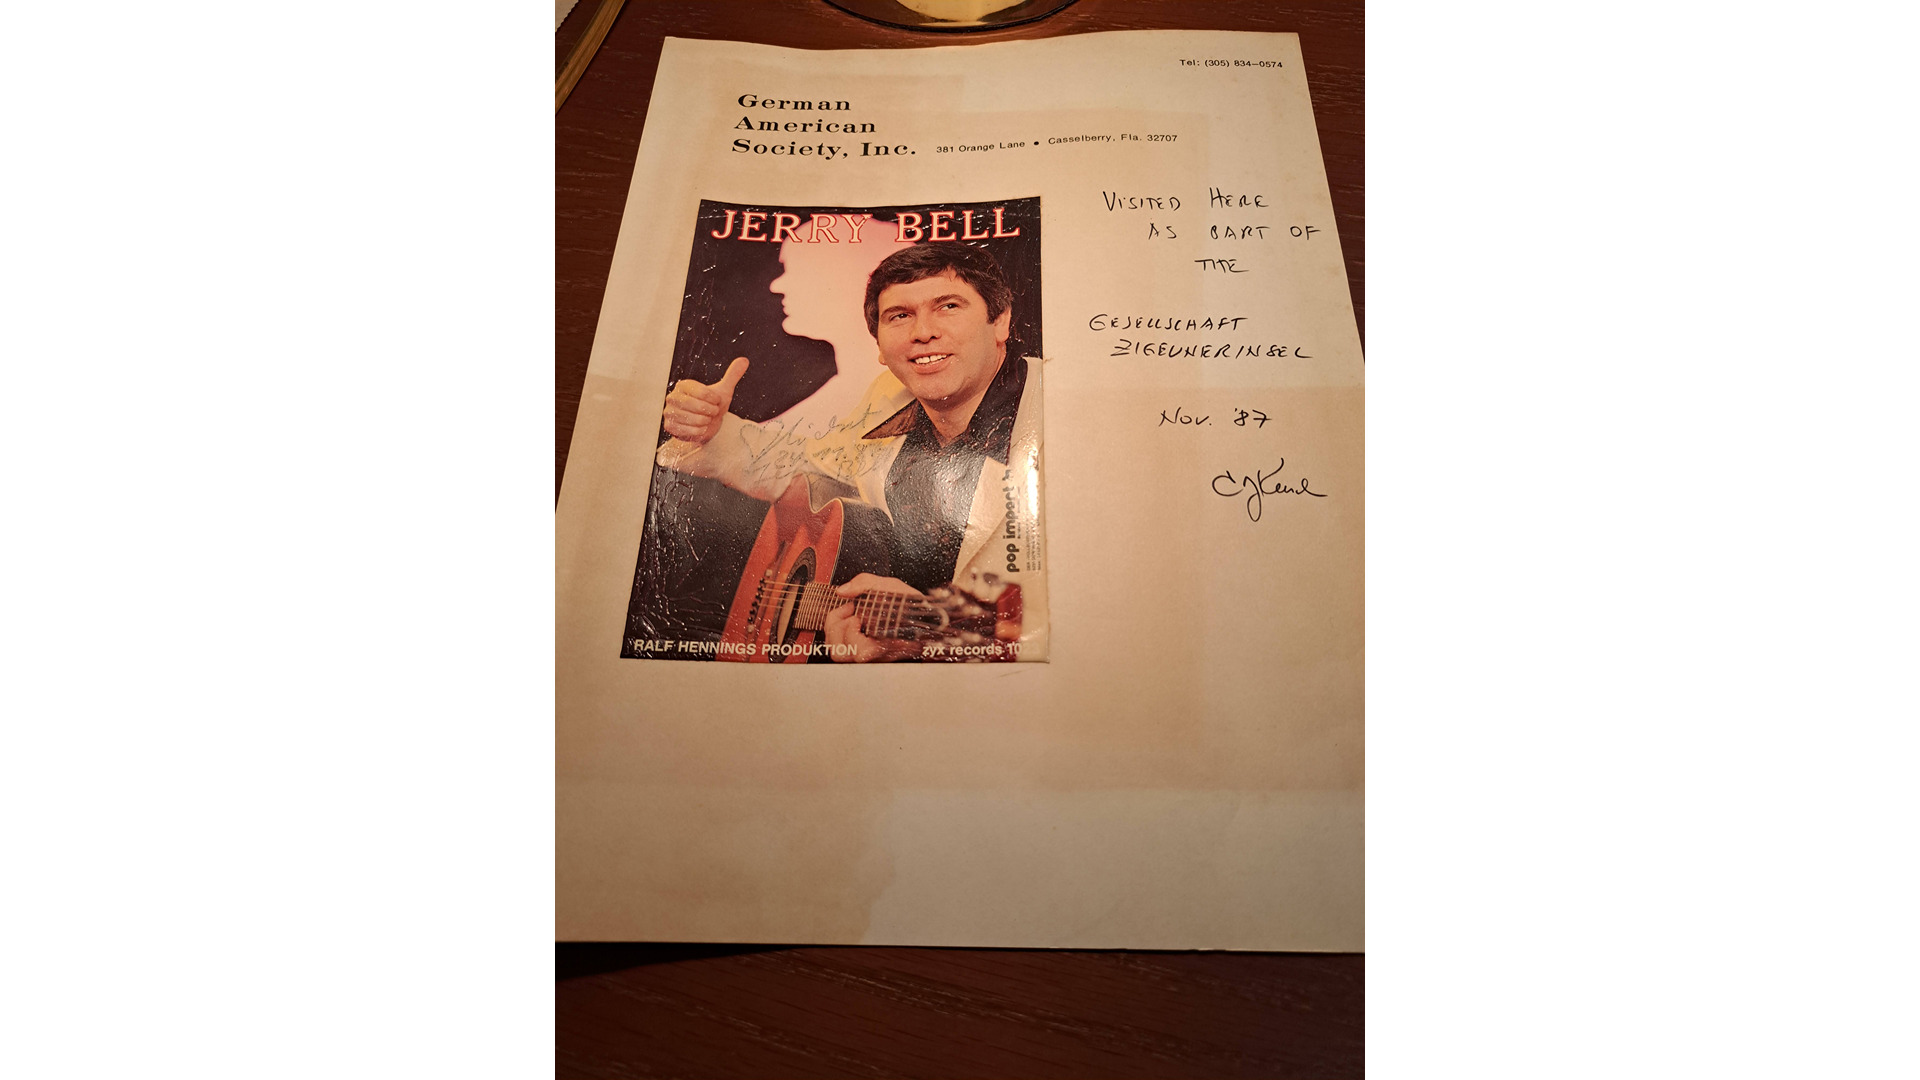 Tel: (305) 834-0574
German
American
Society, Inc. 381 Orange Lane • Casselberry, Fla. 32707
JERRY BELL
VISITED HERE
AS PART OF
THE
GESELLSCHAFT
ZIGEUNERINSEL
NOV. '87
pop import
RALF HENNINGS PRODUKTION
zyx records